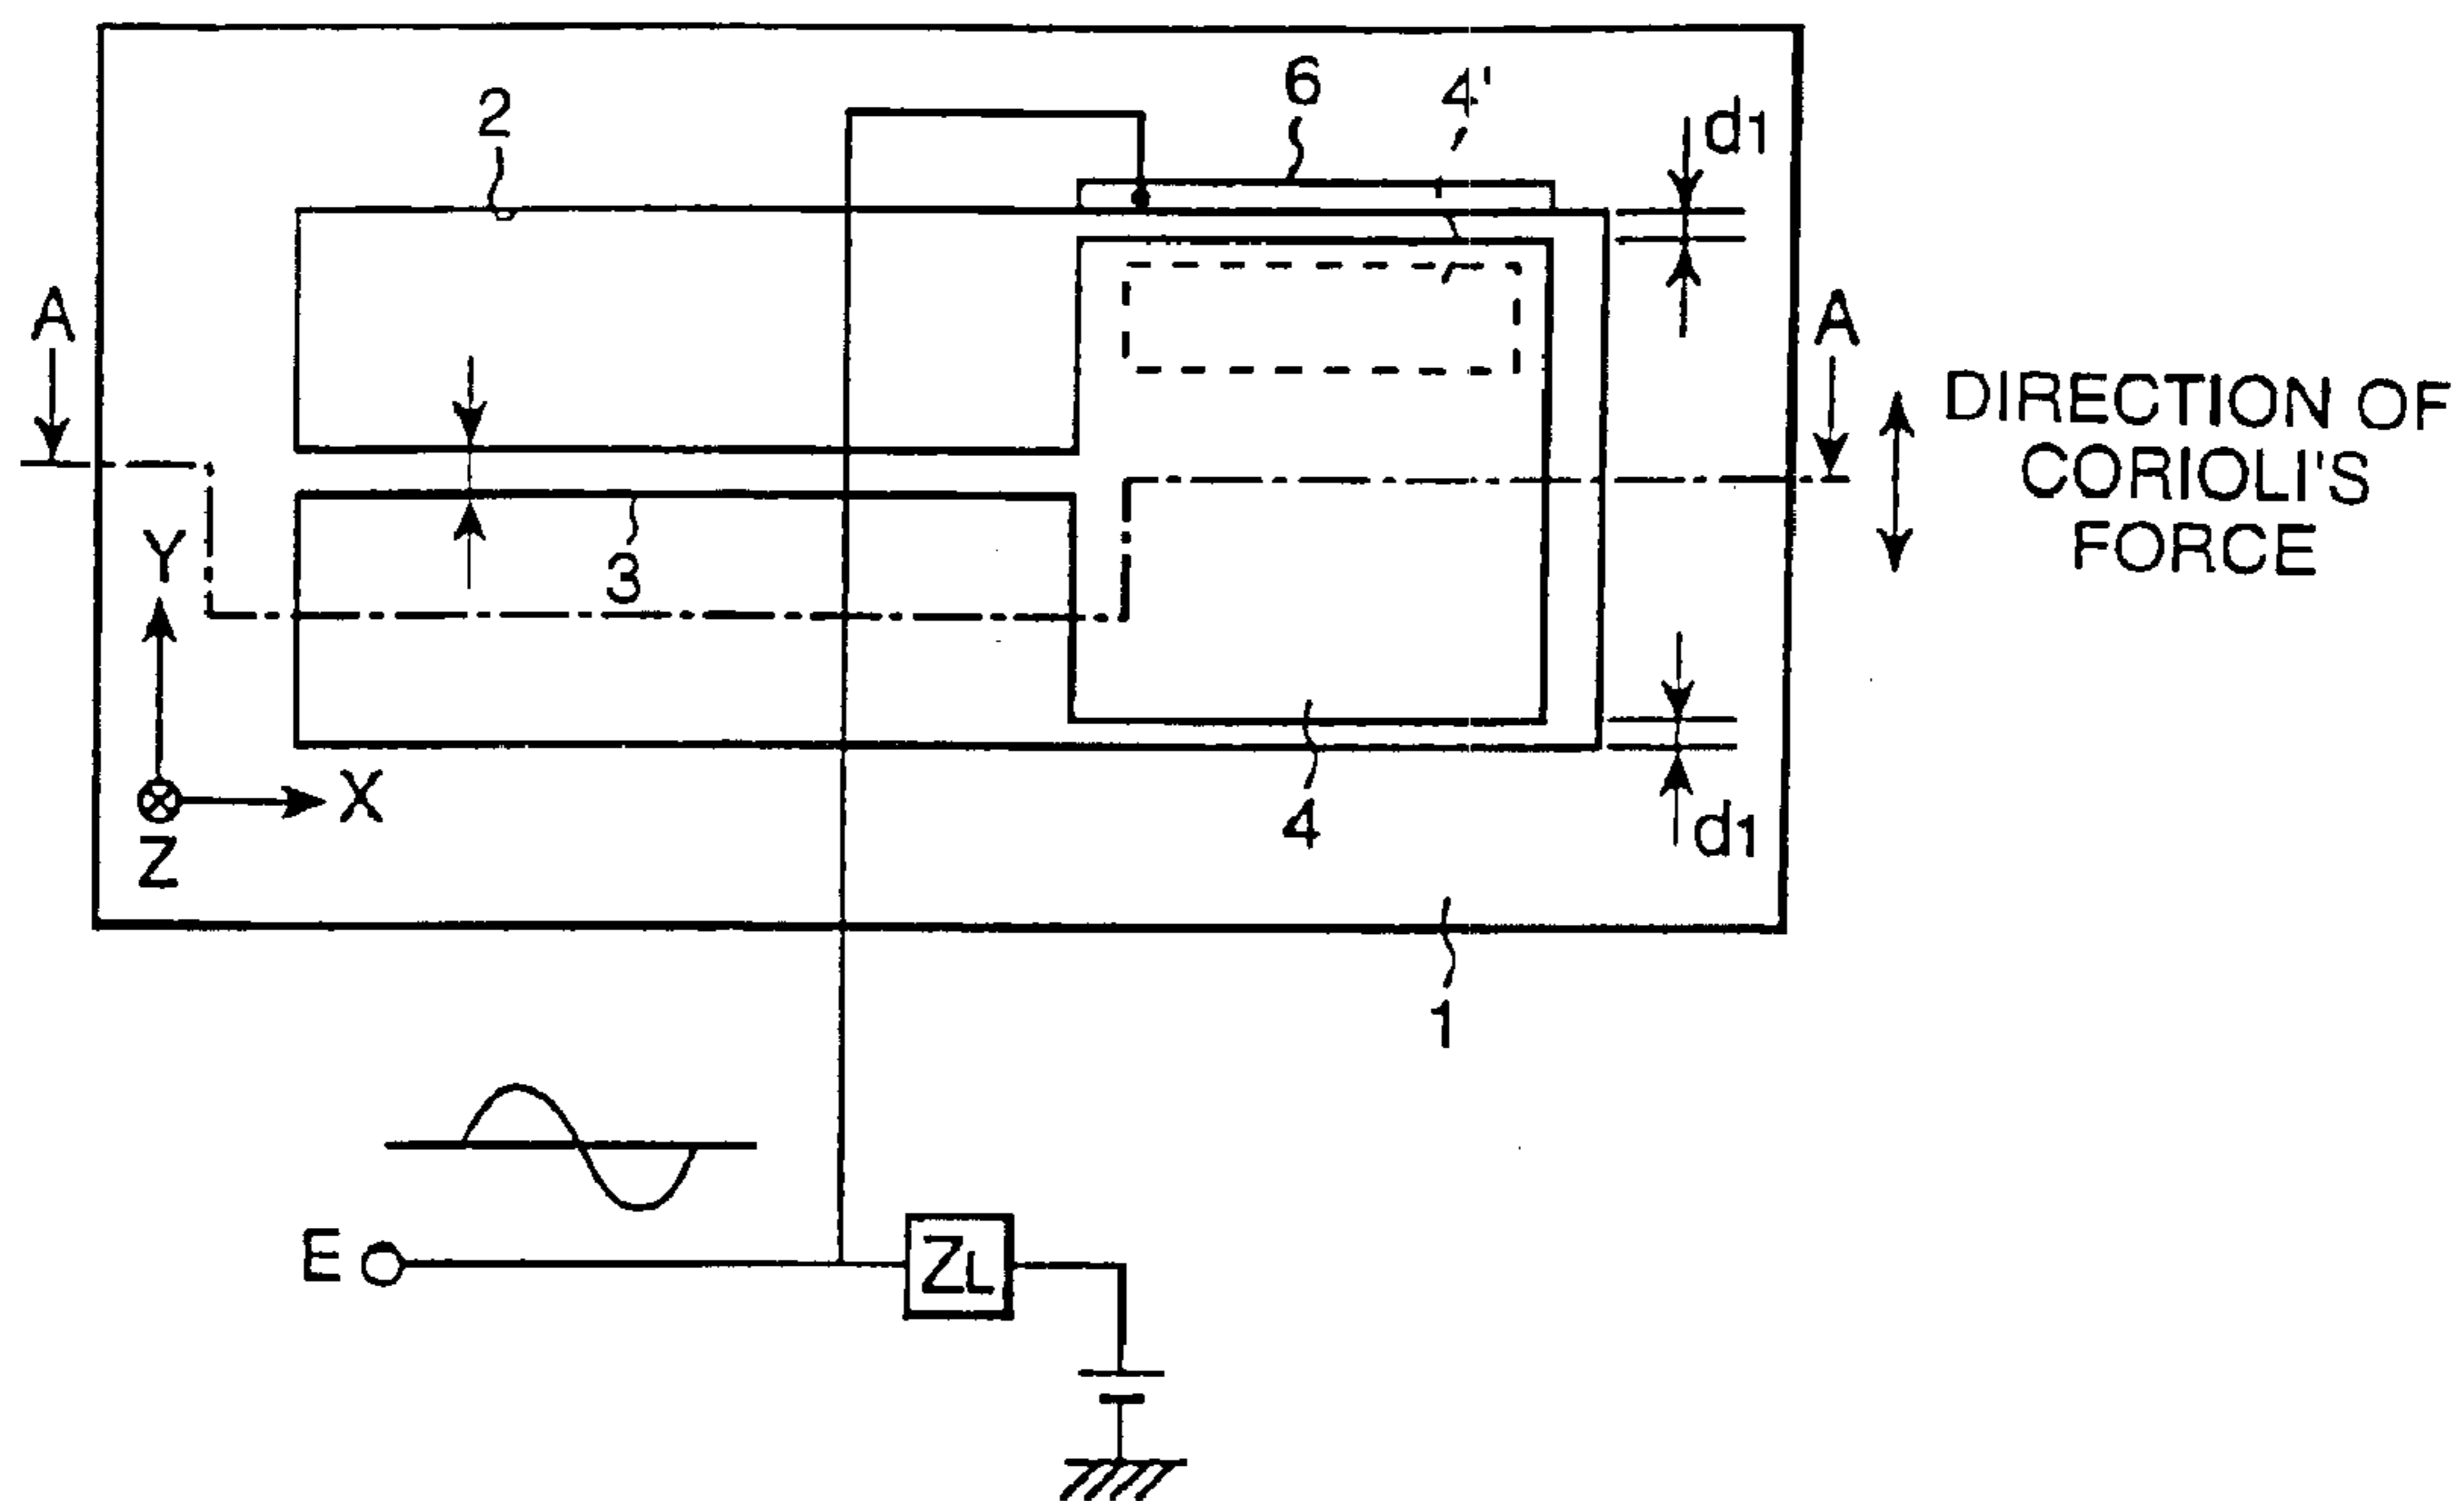 2
6
4'
d1
A
A
DIRECTION OF
CORIOLI'S
FORCE
3
Y
X
Z
4
d1
1
E
ZL